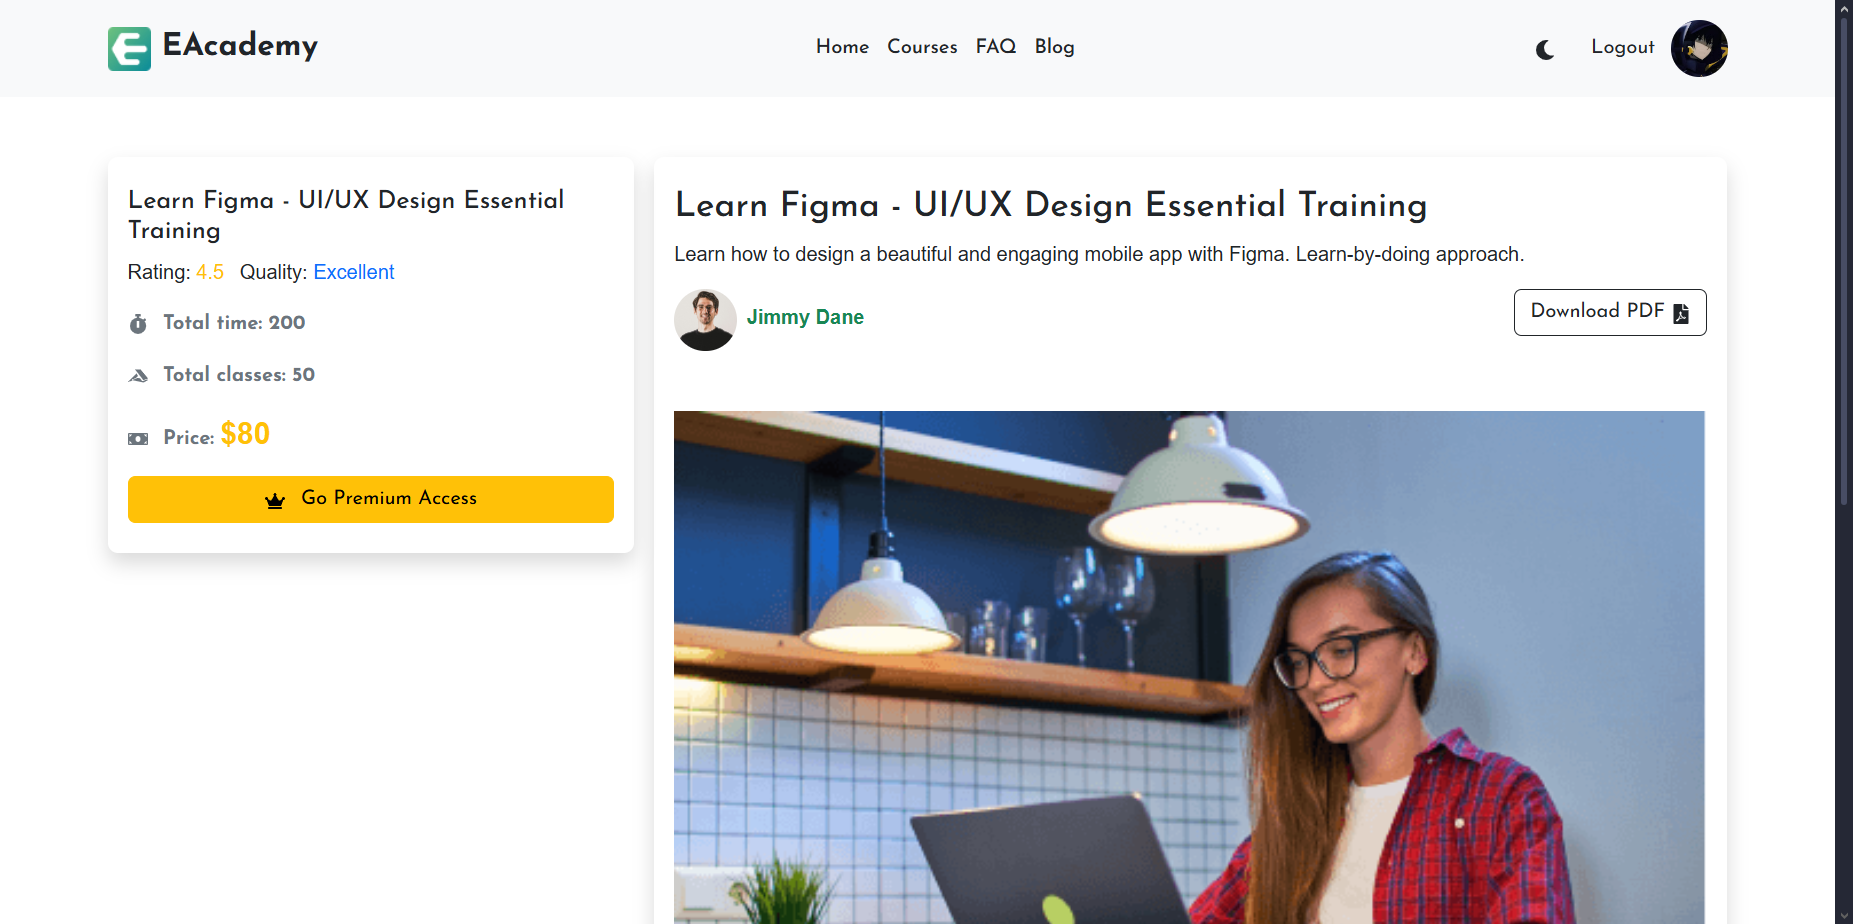 EAcademy
Home Courses FAQ Blog
Logout
Learn Figma - UI/UX Design Essential
Training
Rating: 4.5 Quality: Excellent
Total time: 200
Total classes: 50
Price: $80
Go Premium Access
Learn Figma - UI/UX Design Essential Training
Learn how to design a beautiful and engaging mobile app with Figma. Learn-by-doing approach.
Jimmy Dane
Download PDF